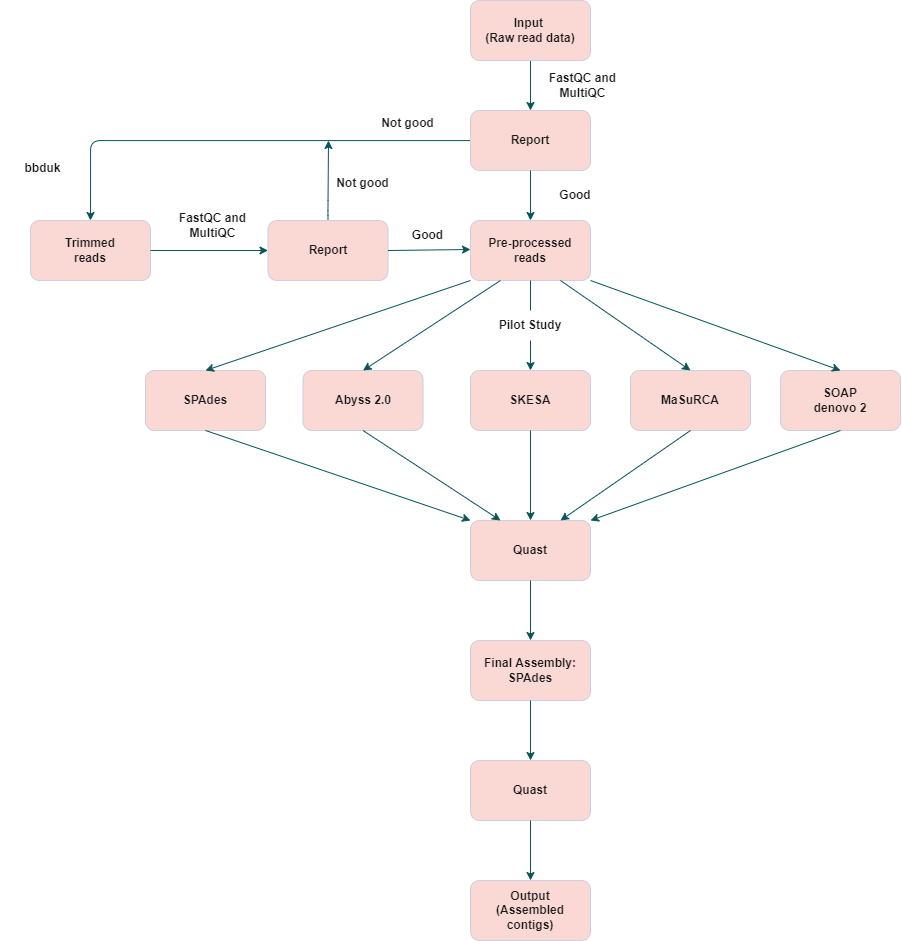 Input
(Raw read data)
FastQC and
MultiQC
Not good
Report
bbduk
Not good
Good
Trimmed
reads
FastQC and
MultiQC
Report
Good
Pre-processed
reads
Pilot Study
SPAdes
Abyss 2.0
SKESA
MaSuRCA
SOAP
denovo 2
Quast
Final Assembly:
SPAdes
Quast
Output
(Assembled
contigs)